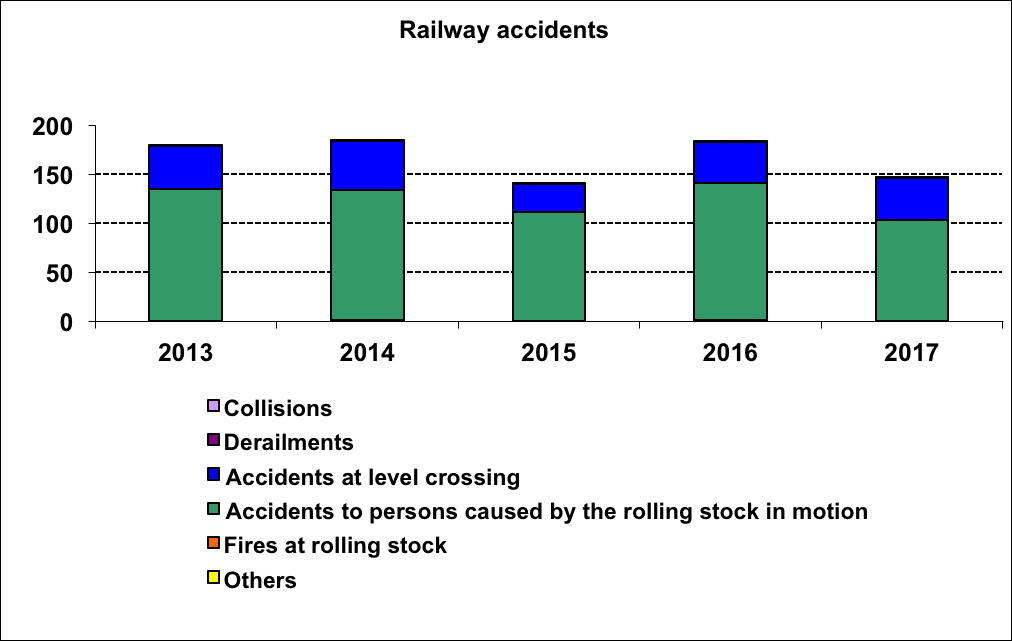 Railway accidents
200
150
100
50
0
2013 2014 2015 2016 2017
Collisions
Derailments
Accidents at level crossing
Accidents to persons caused by the rolling stock in motion
Fires at rolling stock
Others